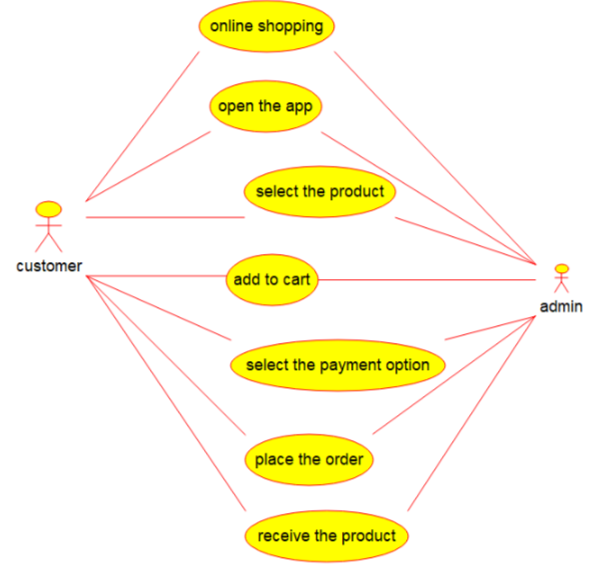 online shopping
open the app
select the product
customer
add to cart
admin
select the payment option
place the order
receive the product